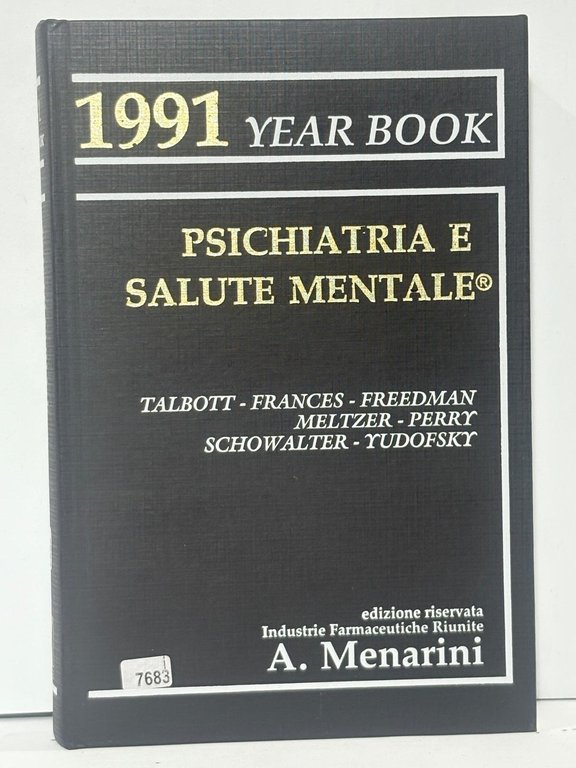 1991 YEAR BOOK
PSICHIATRIA E
SALUTE MENTALE®
TALBOTT - FRANCES - FREEDMAN
MELTZER - PERRY
SCHOWALTER - YUDOFSKY
edizione riservata
Industrie Farmaceutiche Riunite
A. Menarini
7683